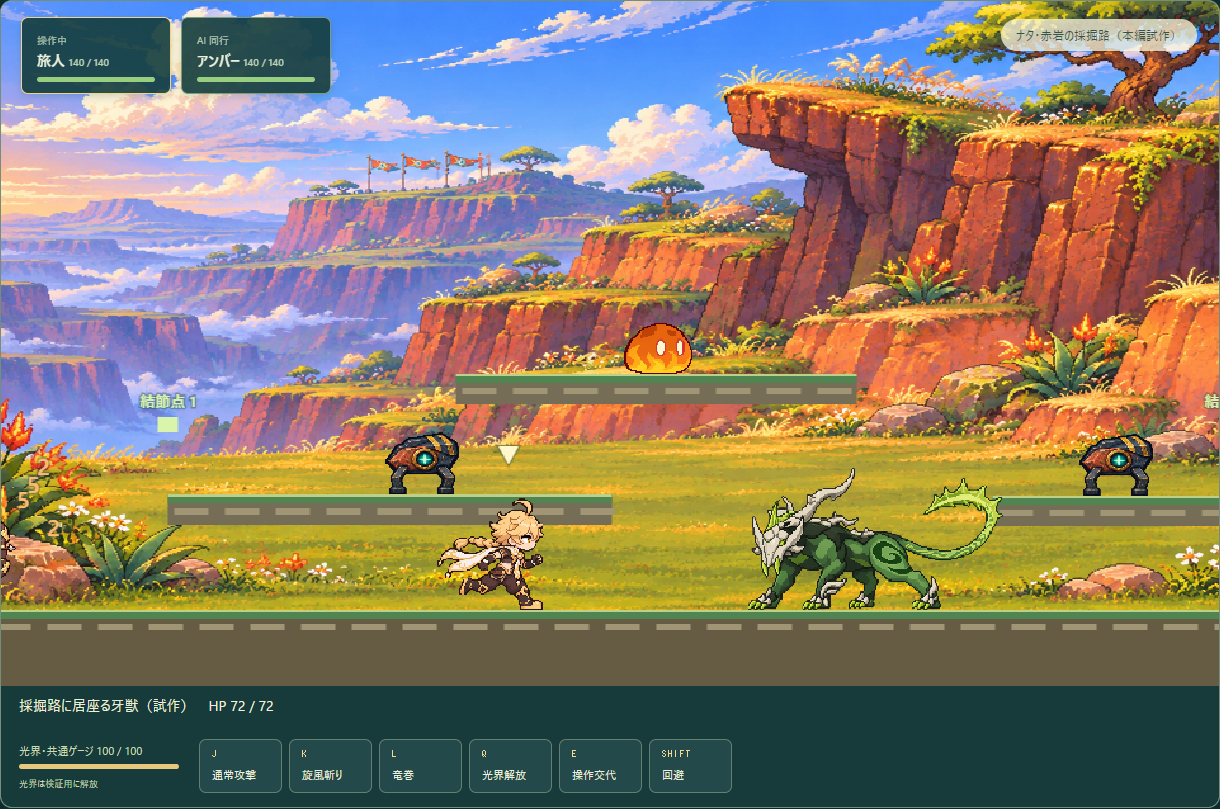 操作中
旅人 140 / 140
AI 同行
アンバー 140 / 140
ナタ・赤岩の採掘路（本編試作）
結節点 1
結
採掘路に居座る牙獣（試作） HP 72 / 72
光界・共通ゲージ 100 / 100
光界は検証用に解放
J
通常攻撃
K
旋風斬り
L
竜巻
Q
光界解放
E
操作交代
SHIFT
回避